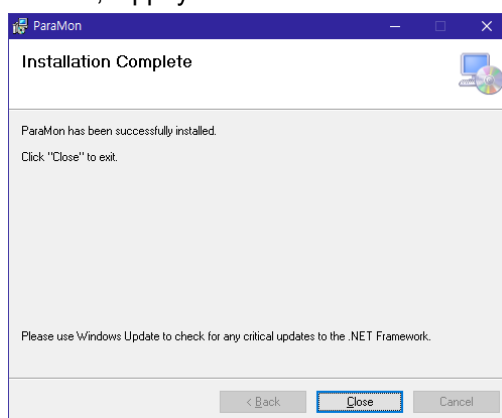 ParaMon
Installation Complete
ParaMon has been successfully installed.
Click "Close" to exit.
Please use Windows Update to check for any critical updates to the .NET Framework.
< Back Close Cancel